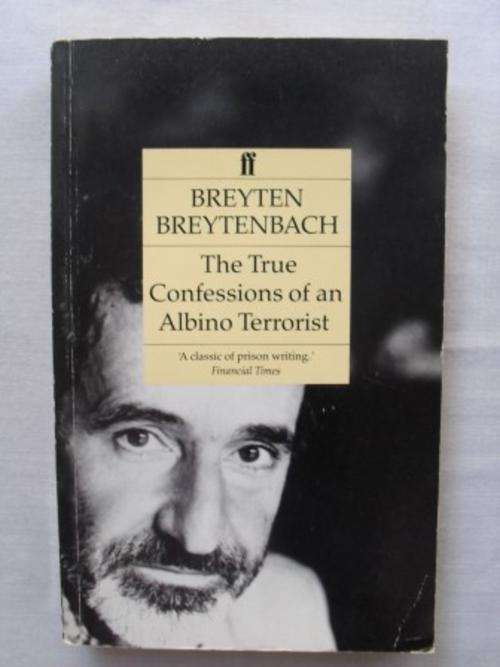 ff
BREYTEN
BREYTENBACH
The True
Confessions of an
Albino Terrorist
'A classic of prison writing.'
Financial Times